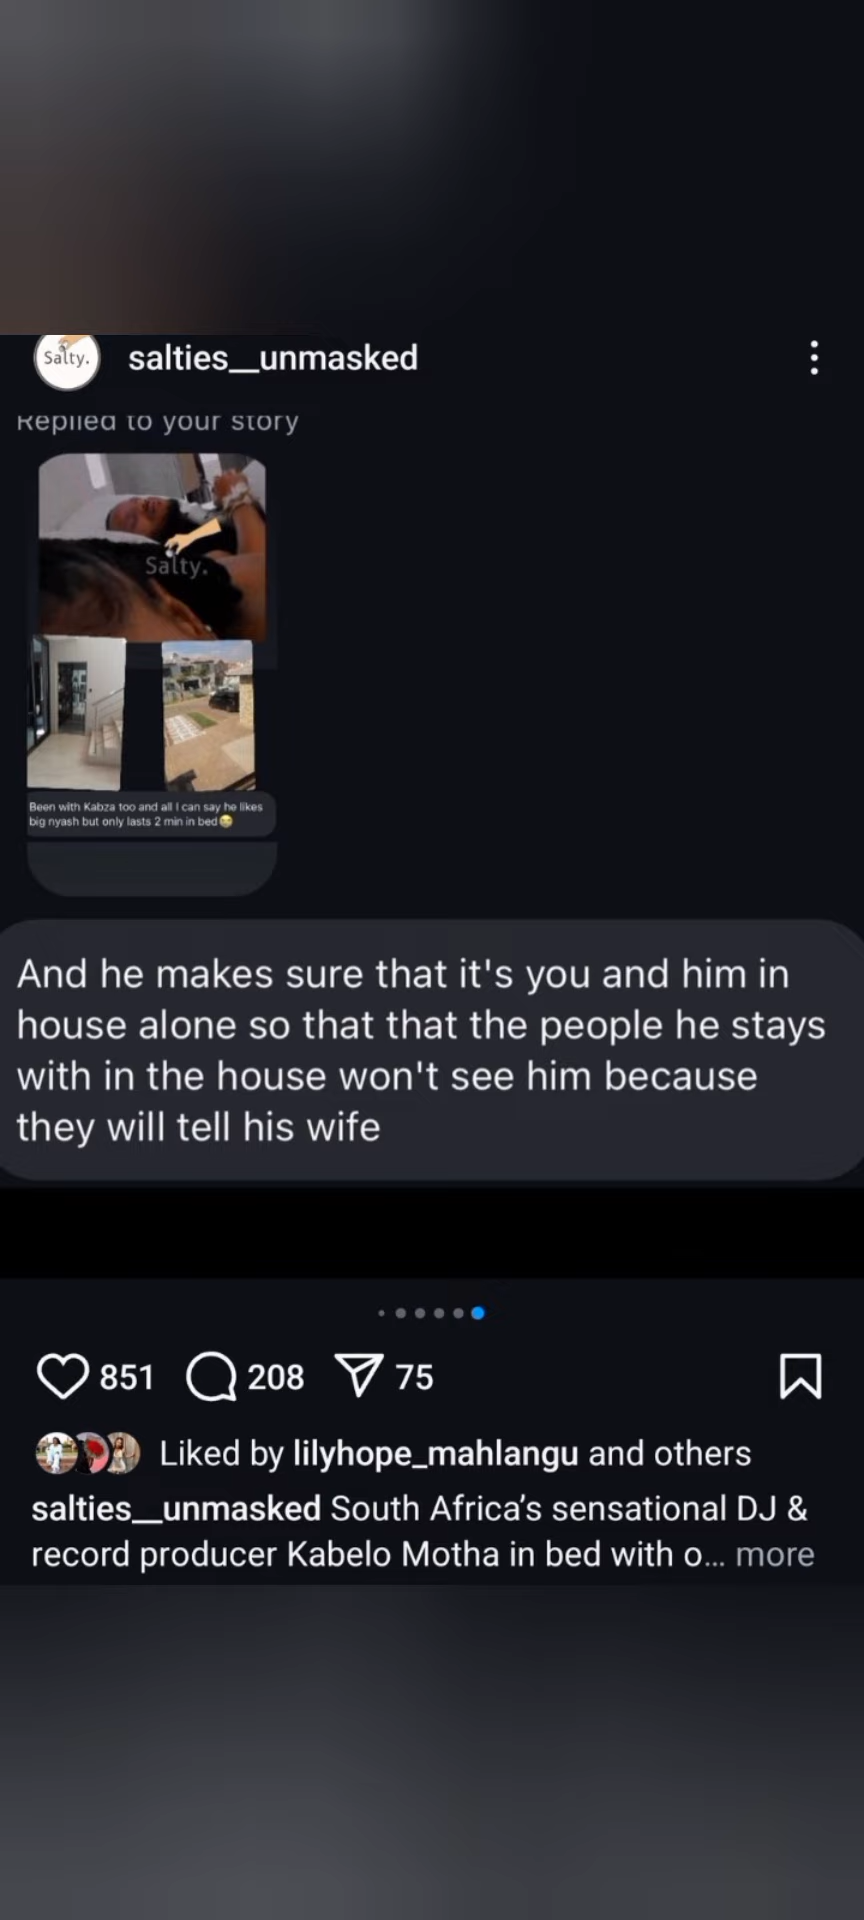 Salty.
salties__unmasked
Replied to your story
Salty.
Been with Kabza too and all I can say he likes
big nyash but only lasts 2 min in bed😂
And he makes sure that it's you and him in
house alone so that that the people he stays
with in the house won't see him because
they will tell his wife
851 208 75
Liked by lilyhope_mahlangu and others
salties__unmasked South Africa’s sensational DJ &
record producer Kabelo Motha in bed with o... more